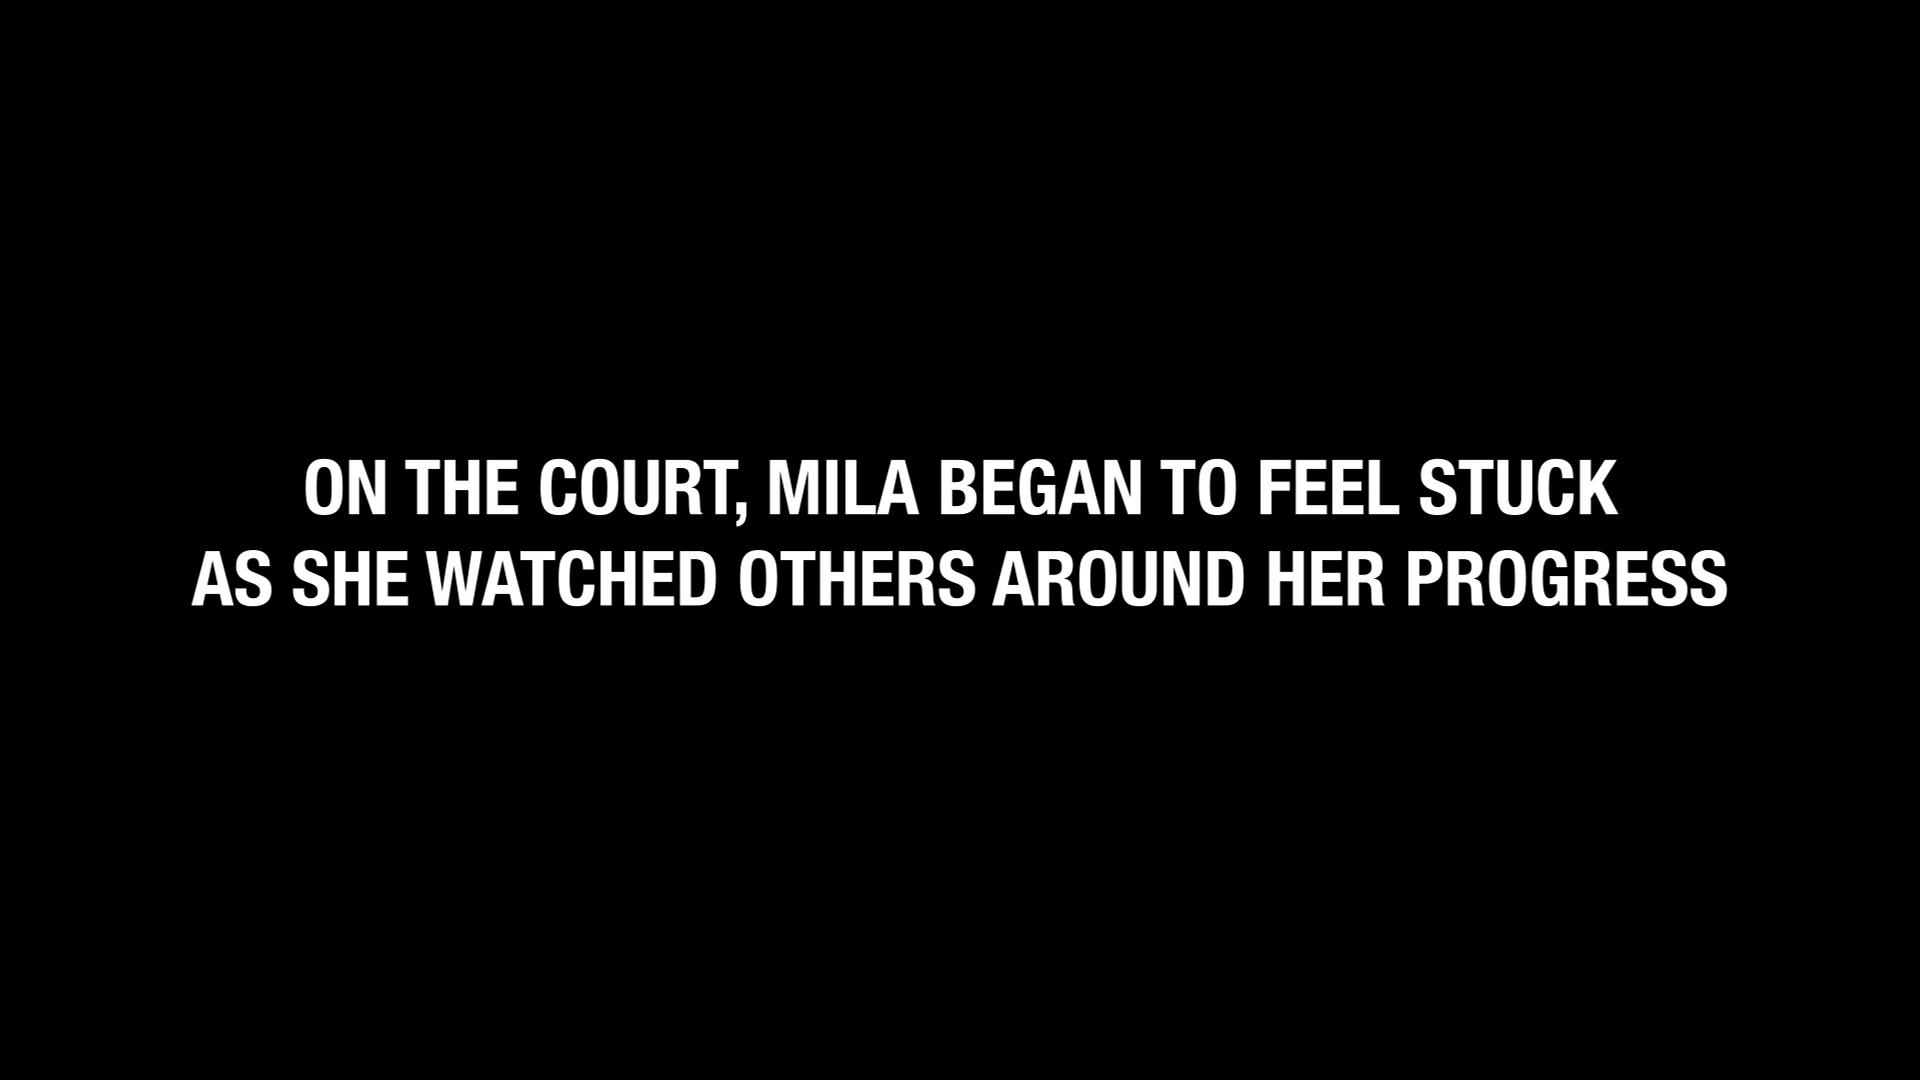 ON THE COURT, MILA BEGAN TO FEEL STUCK
AS SHE WATCHED OTHERS AROUND HER PROGRESS